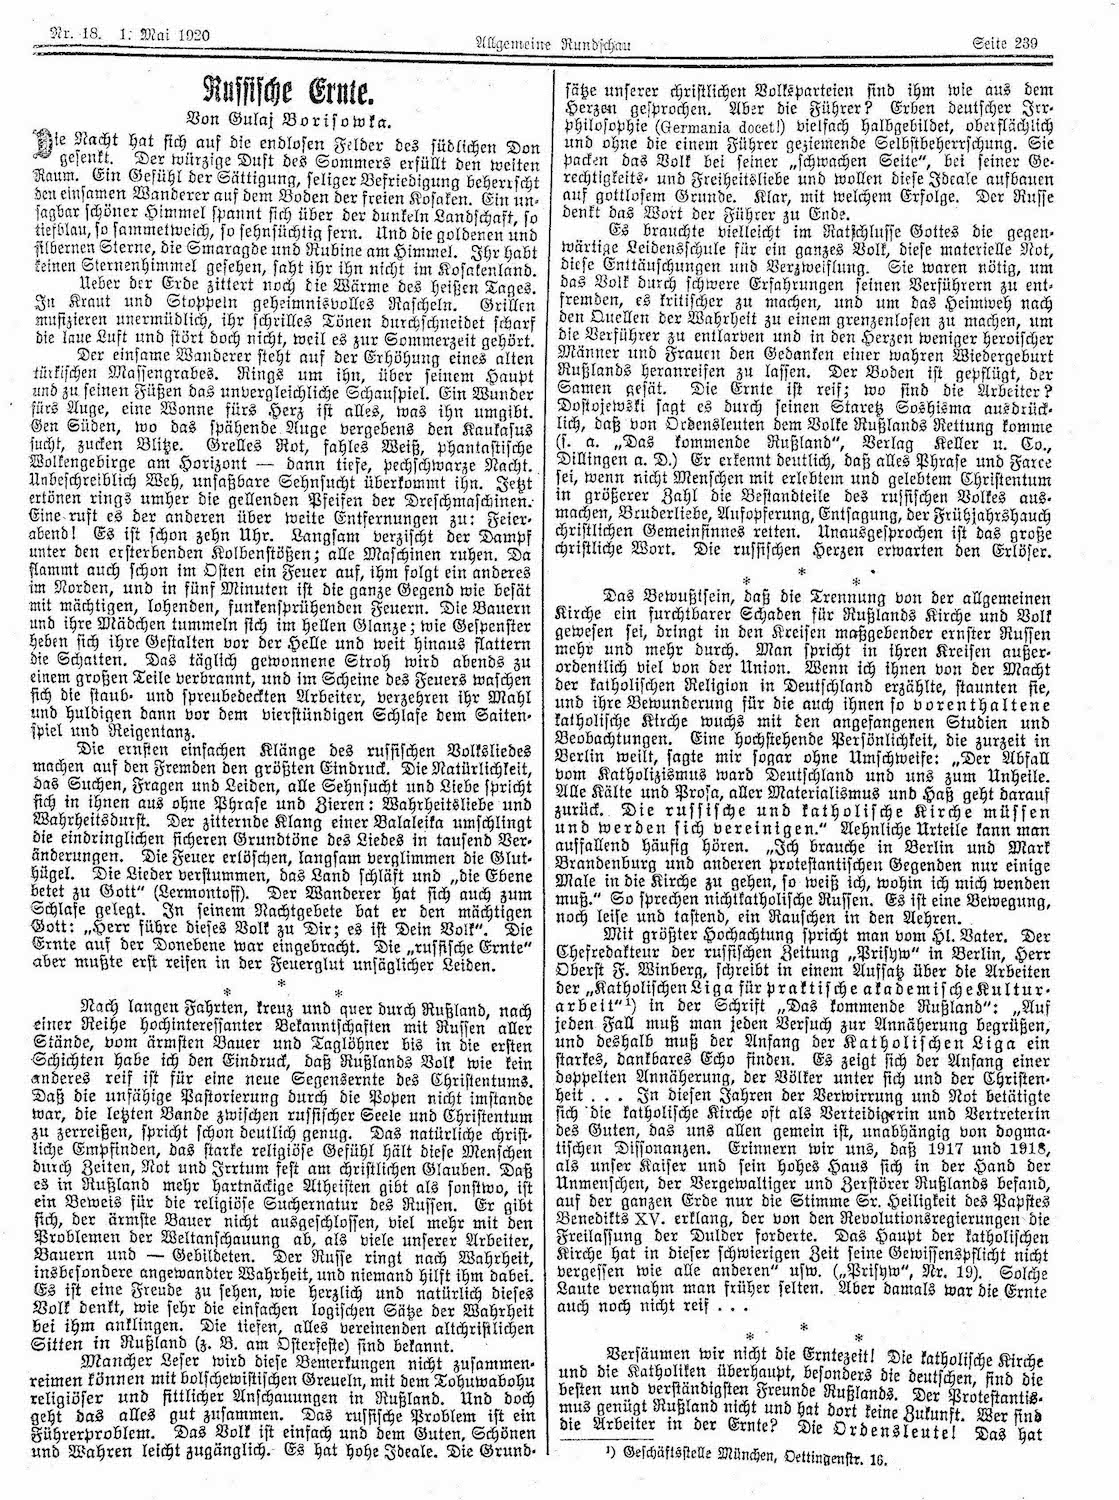 Nr. 18. 1. Mai 1920
Allgemeine Rundschau
Seite 239
Russische Ernte.
Von Gulaj Borisowka.
Die Nacht hat sich auf die endlosen Felder des südlichen Don
gesenkt. Der würzige Duft des Sommers erfüllt den weiten
Raum. Ein Gefühl der Sättigung, seliger Befriedigung beherrscht
den einsamen Wanderer auf dem Boden der freien Kosaken. Ein un-
sagbar schöner Himmel spannt sich über der dunkeln Landschaft, so
tiefblau, so sammetweich, so sehnsüchtig fern. Und die goldenen und
silbernen Sterne, die Smaragde und Rubine am Himmel. Ihr habt
keinen Sternenhimmel gesehen, saht ihr ihn nicht im Kosakenland.
Ueber der Erde zittert noch die Wärme des heißen Tages.
In Kraut und Stoppeln geheimnisvolles Rascheln. Grillen
musizieren unermüdlich, ihr schrilles Tönen durchschneidet scharf
die laue Luft und stört doch nicht, weil es zur Sommerzeit gehört.
Der einsame Wanderer steht auf der Erhöhung eines alten
türkischen Massengrabes. Rings um ihn, über seinem Haupt
und zu seinen Füßen das unvergleichliche Schauspiel. Ein Wunder
fürs Auge, eine Wonne fürs Herz ist alles, was ihn umgibt.
Gen Süden, wo das spähende Auge vergebens den Kaukasus
sucht, zucken Blitze. Grelles Rot, fahles Weiß, phantastische
Wolkengebirge am Horizont — dann tiefe, pechschwarze Nacht.
Unbeschreiblich Weh, unfaßbare Sehnsucht überkommt ihn. Jetzt
ertönen rings umher die gellenden Pfeifen der Dreschmaschinen.
Eine ruft es der anderen über weite Entfernungen zu: Feier-
abend! Es ist schon zehn Uhr. Langsam verzischt der Dampf
unter den ersterbenden Kolbenstößen; alle Maschinen ruhen. Da
flammt auch schon im Osten ein Feuer auf, ihm folgt ein anderes
im Norden, und in fünf Minuten ist die ganze Gegend wie besät
mit mächtigen, lohenden, funkensprühenden Feuern. Die Bauern
und ihre Mädchen tummeln sich im hellen Glanze; wie Gespenster
heben sich ihre Gestalten vor der Helle und weit hinaus flattern
die Schatten. Das täglich gewonnene Stroh wird abends zu
einem großen Teile verbrannt, und im Scheine des Feuers waschen
sich die staub- und spreubedeckten Arbeiter, verzehren ihr Mahl
und huldigen dann vor dem vierstündigen Schlafe dem Saiten-
spiel und Reigentanz.
Die ernsten einfachen Klänge des russischen Volksliedes
machen auf den Fremden den größten Eindruck. Die Natürlichkeit,
das Suchen, Fragen und Leiden, alle Sehnsucht und Liebe spricht
sich in ihnen aus ohne Phrase und Zieren: Wahrheitsliebe und
Wahrheitsdurst. Der zitternde Klang einer Balaleika umschlingt
die eindringlichen sicheren Grundtöne des Liedes in tausend Ver-
änderungen. Die Feuer erlöschen, langsam verglimmen die Glut-
hügel. Die Lieder verstummen, das Land schläft und „die Ebene
betet zu Gott“ (Lermontoff). Der Wanderer hat sich auch zum
Schlafe gelegt. In seinem Nachtgebete bat er den mächtigen
Gott: „Herr führe dieses Volk zu Dir; es ist Dein Volk“. Die
Ernte auf der Donebene war eingebracht. Die „russische Ernte“
aber mußte erst reifen in der Feuerglut unsäglicher Leiden.
* * *
Nach langen Fahrten, kreuz und quer durch Rußland, nach
einer Reihe hochinteressanter Bekanntschaften mit Russen aller
Stände, vom ärmsten Bauer und Taglöhner bis in die ersten
Schichten habe ich den Eindruck, daß Rußlands Volk wie kein
anderes reif ist für eine neue Segensernte des Christentums.
Daß die unfähige Pastorierung durch die Popen nicht imstande
war, die letzten Bande zwischen russischer Seele und Christentum
zu zerreißen, spricht schon deutlich genug. Das natürliche christ-
liche Empfinden, das starke religiöse Gefühl hält diese Menschen
durch Zeiten, Not und Irrtum fest am christlichen Glauben. Daß
es in Rußland mehr hartnäckige Atheisten gibt als sonstwo, ist
ein Beweis für die religiöse Suchernatur des Russen. Er gibt
sich, der ärmste Bauer nicht ausgeschlossen, viel mehr mit den
Problemen der Weltanschauung ab, als viele unserer Arbeiter,
Bauern und — Gebildeten. Der Russe ringt nach Wahrheit,
insbesondere angewandter Wahrheit, und niemand hilft ihm dabei.
Es ist eine Freude zu sehen, wie herzlich und natürlich dieses
Volk denkt, wie sehr die einfachen logischen Sätze der Wahrheit
bei ihm anklingen. Die tiefen, alles vereinenden altchristlichen
Sitten in Rußland (z. B. am Osterfeste) sind bekannt.
Mancher Leser wird diese Bemerkungen nicht zusammen-
reimen können mit bolschewistischen Greueln, mit dem Tohuwabohu
religiöser und sittlicher Anschauungen in Rußland. Und doch
geht das alles gut zusammen. Das russische Problem ist ein
Führerproblem. Das Volk ist einfach und dem Guten, Schönen
und Wahren leicht zugänglich. Es hat hohe Ideale. Die Grund-
sätze unserer christlichen Volksparteien sind ihm wie aus dem
Herzen gesprochen. Aber die Führer? Erben deutscher Irr-
philosophie (Germania docet!) vielfach halbgebildet, oberflächlich
und ohne die einem Führer geziemende Selbstbeherrschung. Sie
packen das Volk bei seiner „schwachen Seite“, bei seiner Ge-
rechtigkeits- und Freiheitsliebe und wollen diese Ideale aufbauen
auf gottlosem Grunde. Klar, mit welchem Erfolge. Der Russe
denkt das Wort der Führer zu Ende.
Es brauchte vielleicht im Ratschlusse Gottes die gegen-
wärtige Leidensschule für ein ganzes Volk, diese materielle Not,
diese Enttäuschungen und Verzweiflung. Sie waren nötig, um
das Volk durch schwere Erfahrungen seinen Verführern zu ent-
fremden, es kritischer zu machen, und um das Heimweh nach
den Quellen der Wahrheit zu einem grenzenlosen zu machen, um
die Verführer zu entlarven und in den Herzen weniger heroischer
Männer und Frauen den Gedanken einer wahren Wiedergeburt
Rußlands heranreifen zu lassen. Der Boden ist gepflügt, der
Samen gesät. Die Ernte ist reif; wo sind die Arbeiter?
Dostojewski sagt es durch seinen Staretz Soshisma ausdrück-
lich, daß von Ordensleuten dem Volke Rußlands Rettung komme
(s. a. „Das kommende Rußland“, Verlag Keller u. Co.,
Dillingen a. D.) Er erkennt deutlich, daß alles Phrase und Farce
sei, wenn nicht Menschen mit erlebtem und gelebtem Christentum
in größerer Zahl die Bestandteile des russischen Volkes aus-
machen, Bruderliebe, Aufopferung, Entsagung, der Frühjahrshauch
christlichen Gemeinsinnes reiten. Unausgesprochen ist das große
christliche Wort. Die russischen Herzen erwarten den Erlöser.
* * *
Das Bewußtsein, daß die Trennung von der allgemeinen
Kirche ein furchtbarer Schaden für Rußlands Kirche und Volk
gewesen sei, dringt in den Kreisen maßgebender ernster Russen
mehr und mehr durch. Man spricht in ihren Kreisen außer-
ordentlich viel von der Union. Wenn ich ihnen von der Macht
der katholischen Religion in Deutschland erzählte, staunten sie,
und ihre Bewunderung für die auch ihnen so vorenthaltene
katholische Kirche wuchs mit den angefangenen Studien und
Beobachtungen. Eine hochstehende Persönlichkeit, die zurzeit in
Berlin weilt, sagte mir sogar ohne Umschweife: „Der Abfall
vom Katholizismus ward Deutschland und uns zum Unheile.
Alle Kälte und Prosa, aller Materialismus und Haß geht darauf
zurück. Die russische und katholische Kirche müssen
und werden sich vereinigen.“ Aehnliche Urteile kann man
auffallend häufig hören. „Ich brauche in Berlin und Mark
Brandenburg und anderen protestantischen Gegenden nur einige
Male in die Kirche zu gehen, so weiß ich, wohin ich mich wenden
muß.“ So sprechen nichtkatholische Russen. Es ist eine Bewegung,
noch leise und tastend, ein Rauschen in den Aehren.
Mit größter Hochachtung spricht man vom Hl. Vater. Der
Chefredakteur der russischen Zeitung „Prisyw“ in Berlin, Herr
Oberst F. Winberg, schreibt in einem Aufsatz über die Arbeiten
der „Katholischen Liga für praktische akademische Kultur-
arbeit“¹) in der Schrift „Das kommende Rußland“: „Auf
jeden Fall muß man jeden Versuch zur Annäherung begrüßen,
und deshalb muß der Anfang der Katholischen Liga ein
starkes, dankbares Echo finden. Es zeigt sich der Anfang einer
doppelten Annäherung, der Völker unter sich und der Christen-
heit . . . In diesen Jahren der Verwirrung und Not betätigte
sich die katholische Kirche oft als Verteidigerin und Vertreterin
des Guten, das uns allen gemein ist, unabhängig von dogma-
tischen Dissonanzen. Erinnern wir uns, daß 1917 und 1918,
als unser Kaiser und sein hohes Haus sich in der Hand der
Unmenschen, der Vergewaltiger und Zerstörer Rußlands befand,
auf der ganzen Erde nur die Stimme Sr. Heiligkeit des Papstes
Benedikts XV. erklang, der von den Revolutionsregierungen die
Freilassung der Dulder forderte. Das Haupt der katholischen
Kirche hat in dieser schwierigen Zeit seine Gewissenspflicht nicht
vergessen wie alle anderen“ usw. („Prisyw“, Nr. 19). Solche
Laute vernahm man früher selten. Aber damals war die Ernte
auch noch nicht reif . . .
* * *
Versäumen wir nicht die Erntezeit! Die katholische Kirche
und die Katholiken überhaupt, besonders die deutschen, sind die
besten und verständigsten Freunde Rußlands. Der Protestantis-
mus genügt Rußland nicht und hat dort keine Zukunft. Wer sind
die Arbeiter in der Ernte? Die Ordensleute! Das hat
¹) Geschäftsstelle München, Oettingenstr. 16.